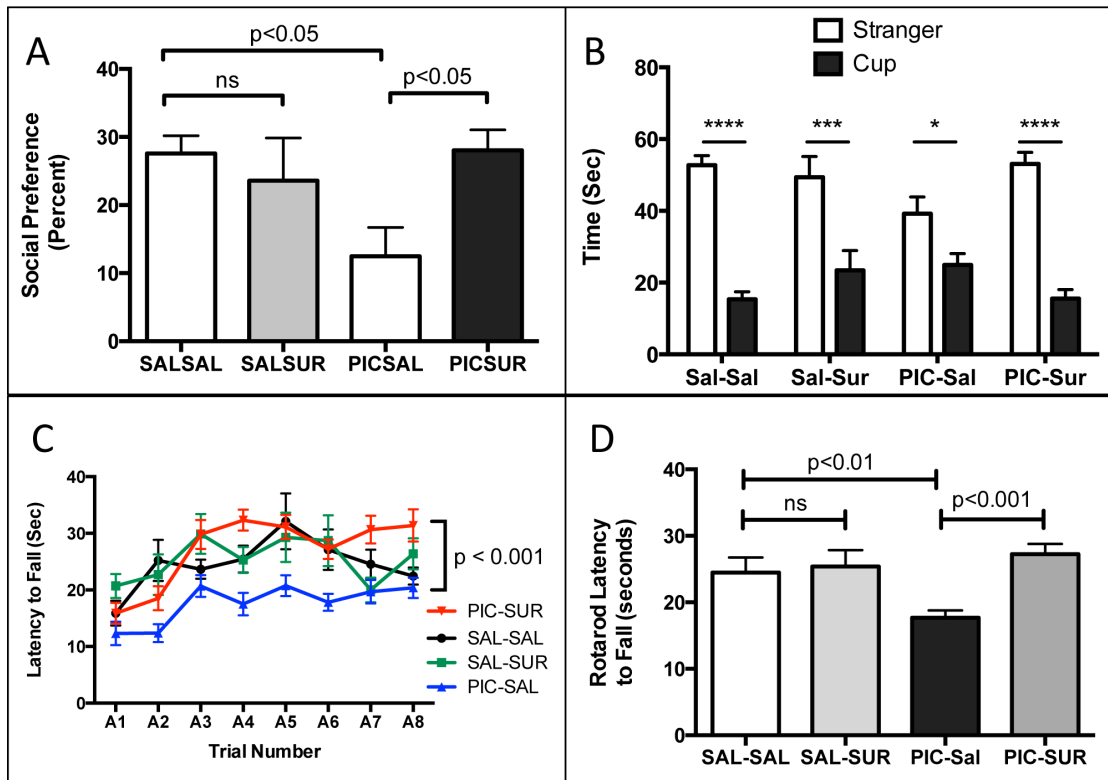 A
p<0.05
ns
p<0.05
Social Preference
(Percent)
40
30
20
10
0
SALSAL SALSUR PICSAL PICSUR
B
Stranger
Cup
**** *** * ****
Time (Sec)
80
60
40
20
0
Sal-Sal Sal-Sur PIC-Sal PIC-Sur
C
Latency to Fall (Sec)
40
30
20
10
0
p < 0.001
PIC-SUR
SAL-SAL
SAL-SUR
PIC-SAL
A1 A2 A3 A4 A5 A6 A7 A8
Trial Number
D
p<0.01
ns
p<0.001
Rotarod Latency
to Fall (seconds)
40
30
20
10
0
SAL-SAL SAL-SUR PIC-Sal PIC-SUR